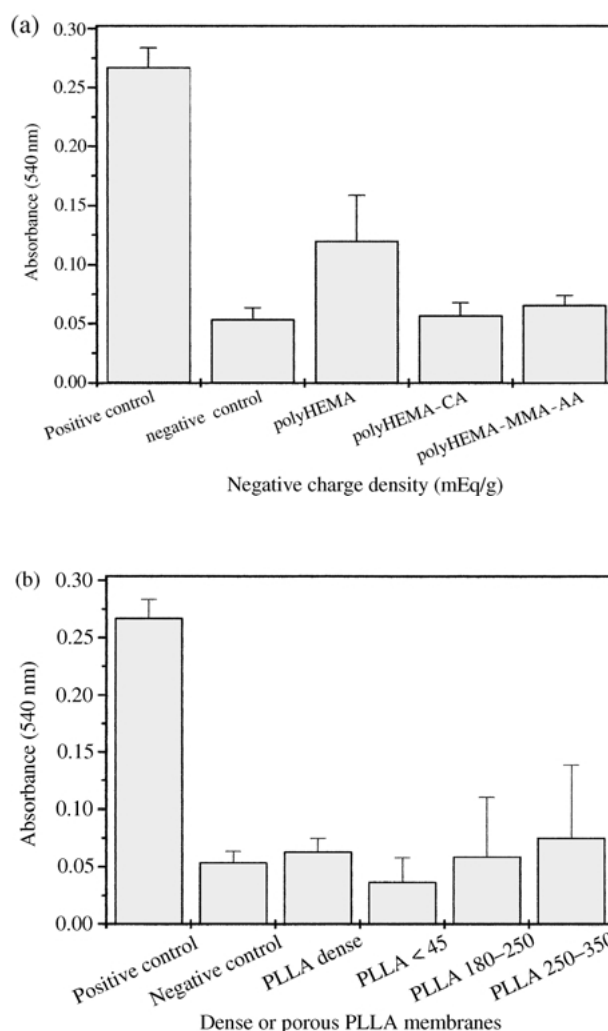 (a)
0.30
0.25
0.20
0.15
0.10
0.05
0.00
Absorbance (540 nm)
Positive control
negative control
polyHEMA
polyHEMA-CA
polyHEMA-MMA-AA
Negative charge density (mEq/g)
(b)
0.30
0.25
0.20
0.15
0.10
0.05
0.00
Absorbance (540 nm)
Positive control
Negative control
PLLA dense
PLLA < 45
PLLA 180–250
PLLA 250–350
Dense or porous PLLA membranes